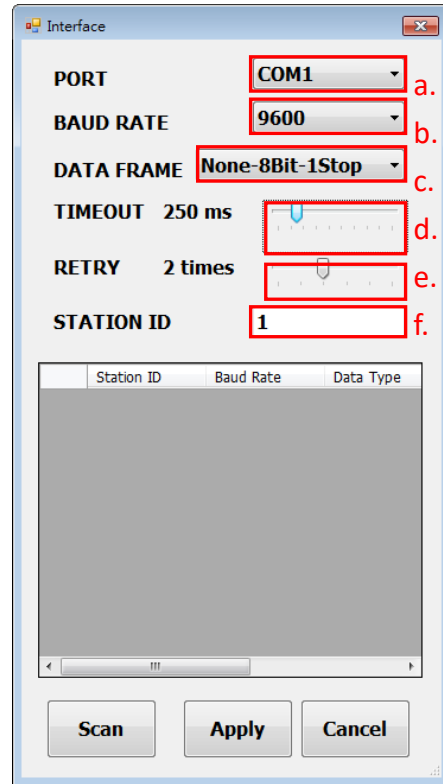 Interface
PORT COM1 a.
BAUD RATE 9600 b.
DATA FRAME None-8Bit-1Stop c.
TIMEOUT 250 ms d.
RETRY 2 times e.
STATION ID 1 f.
Station ID Baud Rate Data Type
Scan Apply Cancel